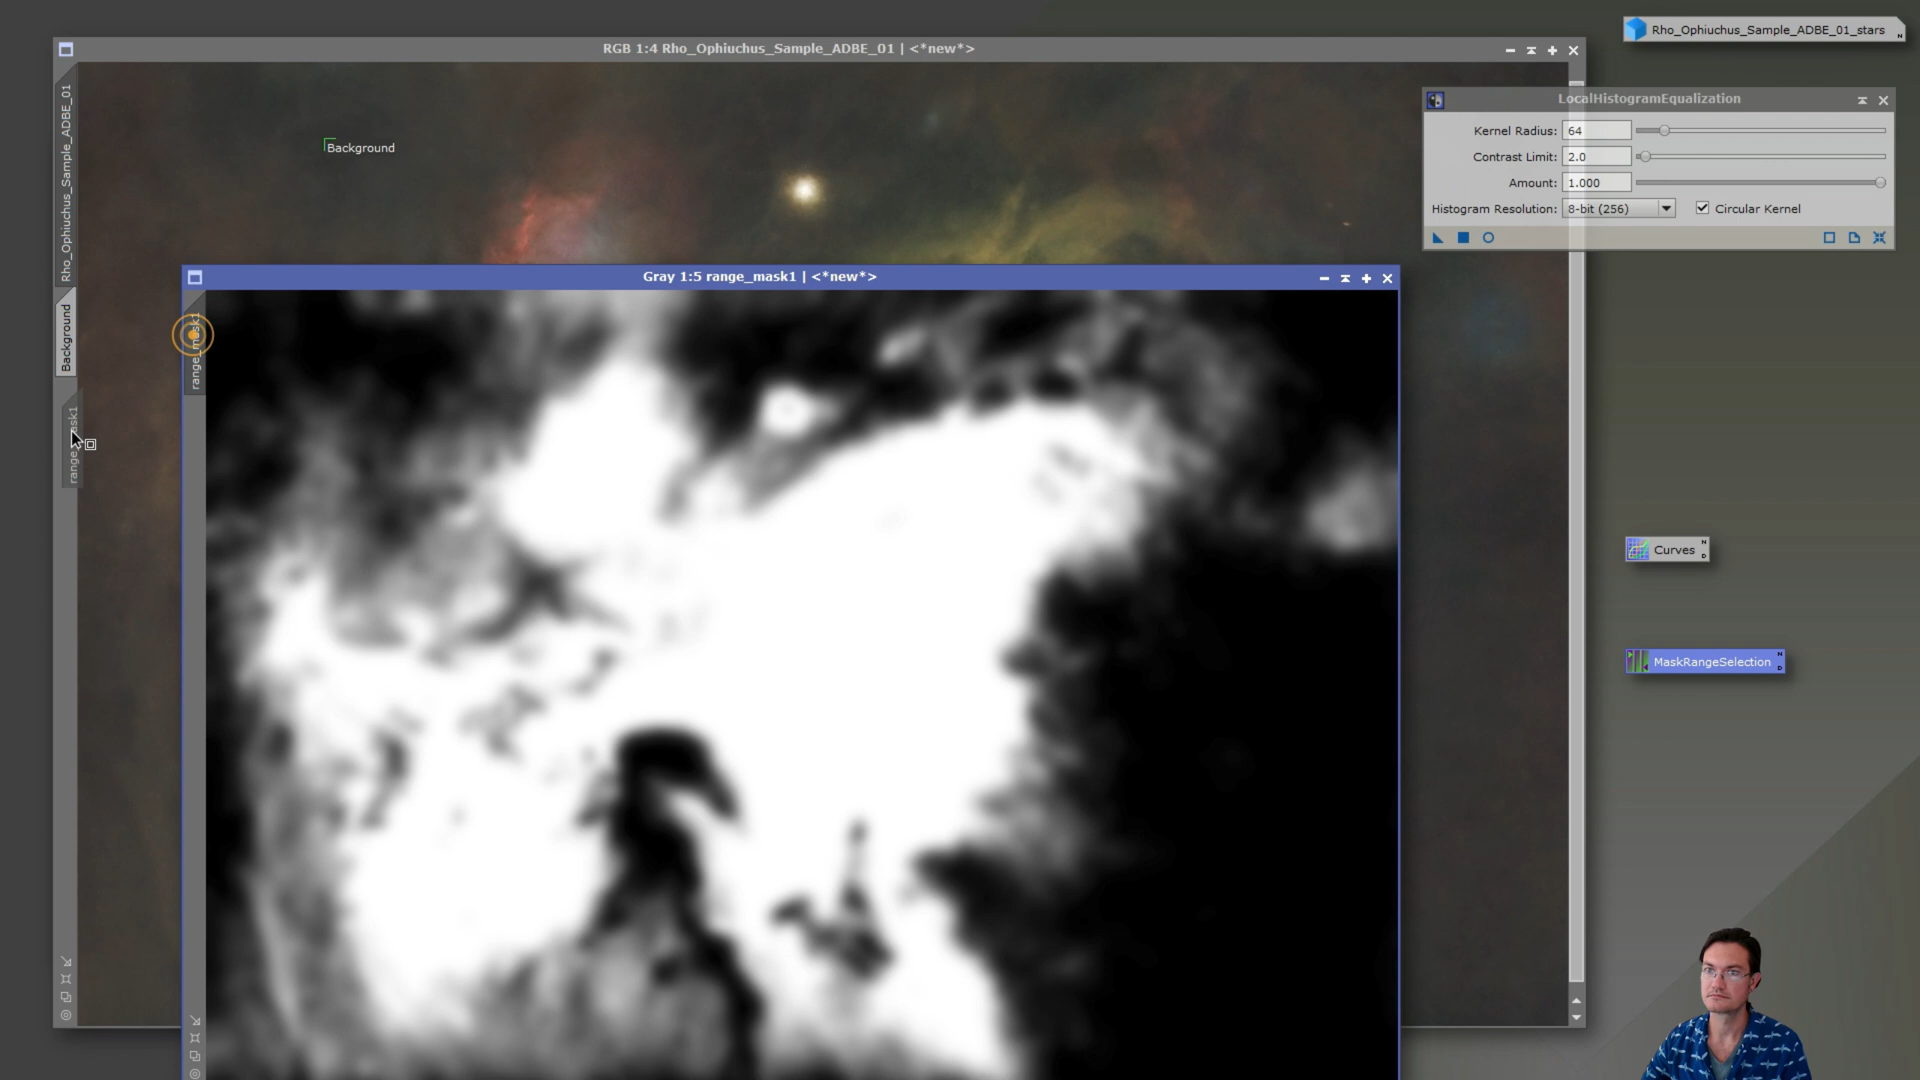 Rho_Ophiuchus_Sample_ADBE_01_stars
N
RGB 1:4 Rho_Ophiuchus_Sample_ADBE_01 | <*new*>
Rho_Ophiuchus_Sample_ADBE_01
Background
Background
LocalHistogramEqualization
Kernel Radius: 64
Contrast Limit: 2.0
Amount: 1.000
Histogram Resolution: 8-bit (256) Circular Kernel
Gray 1:5 range_mask1 | <*new*>
range_mask1
range_mask1
Curves
N
D
MaskRangeSelection
N
D